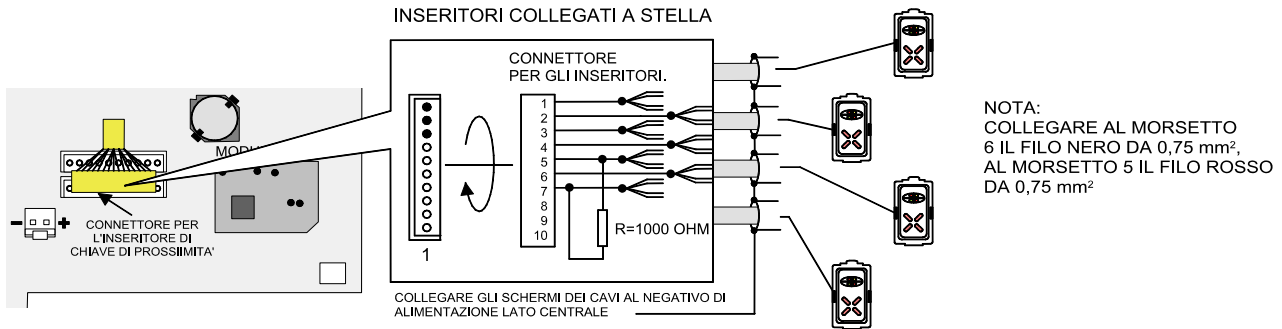 INSERITORI COLLEGATI A STELLA
CONNETTORE
PER GLI INSERITORI.
1
2
3
4
5
6
7
8
9
10
R=1000 OHM
1
COLLEGARE GLI SCHERMI DEI CAVI AL NEGATIVO DI
ALIMENTAZIONE LATO CENTRALE
- +
CONNETTORE PER
L'INSERITORE DI
CHIAVE DI PROSSIIMITA'
NOTA:
COLLEGARE AL MORSETTO
6 IL FILO NERO DA 0,75 mm²,
AL MORSETTO 5 IL FILO ROSSO
DA 0,75 mm²